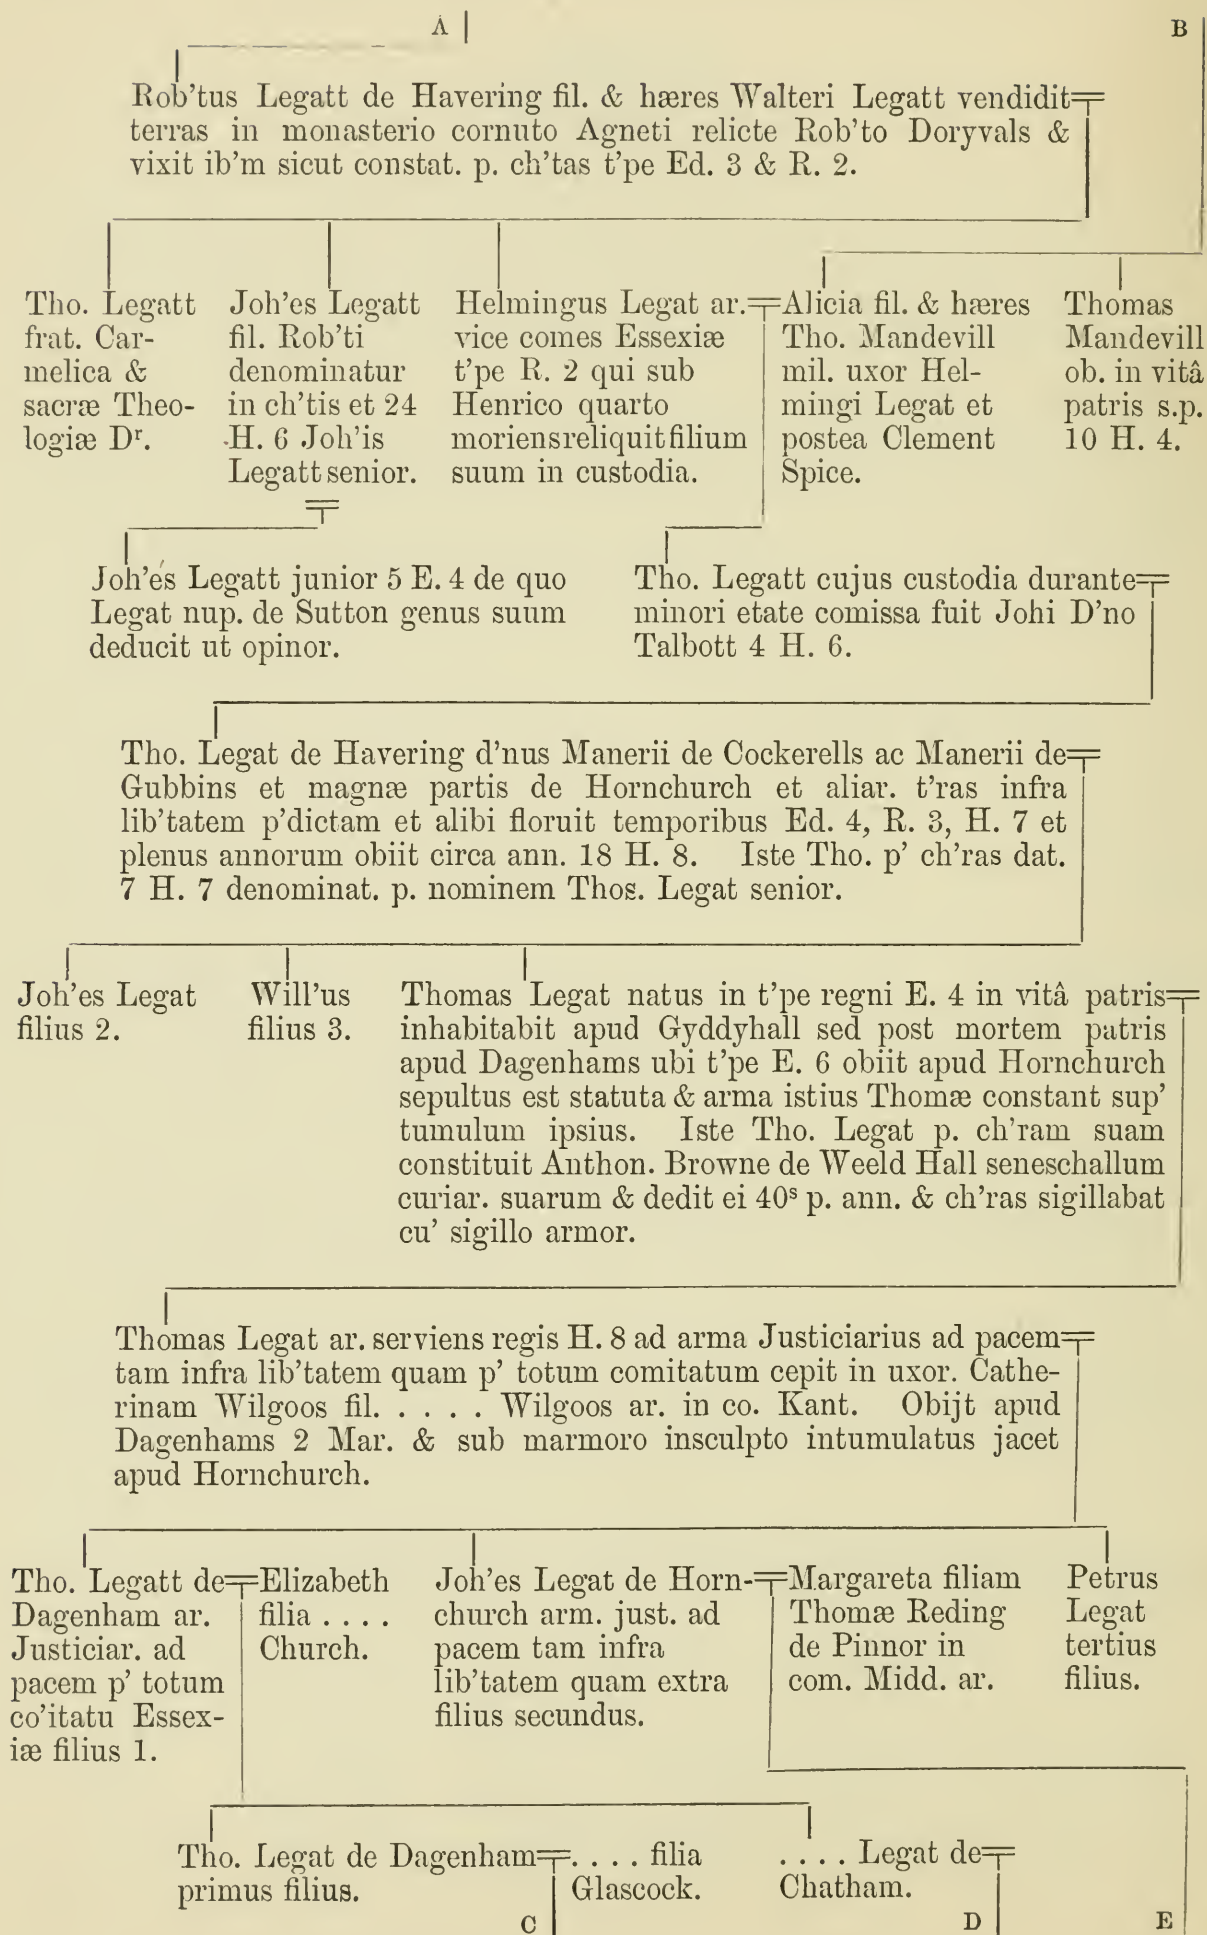 A
B
Rob'tus Legatt de Havering fil. & hæres Walteri Legatt vendidit
terras in monasterio cornuto Agneti relicte Rob'to Doryvals &
vixit ib'm sicut constat. p. ch'tas t'pe Ed. 3 & R. 2.
Tho. Legatt
frat. Car-
melica &
sacræ Theo-
logiæ Dr.
Joh'es Legatt
fil. Rob'ti
denominatur
in ch'tis et 24
H. 6 Joh'is
Legatt senior.
Helmingus Legat ar.
vice comes Essexiæ
t'pe R. 2 qui sub
Henrico quarto
moriens reliquit filium
suum in custodia.
Alicia fil. & hæres
Tho. Mandevill
mil. uxor Hel-
mingi Legat et
postea Clement
Spice.
Thomas
Mandevill
ob. in vitâ
patris s.p.
10 H. 4.
Joh'es Legatt junior 5 E. 4 de quo
Legat nup. de Sutton genus suum
deducit ut opinor.
Tho. Legatt cujus custodia durante
minori etate comissa fuit Johi D'no
Talbott 4 H. 6.
Tho. Legat de Havering d'nus Manerii de Cockerells ac Manerii de
Gubbins et magnæ partis de Hornchurch et aliar. t'ras infra
lib'tatem p'dictam et alibi floruit temporibus Ed. 4, R. 3, H. 7 et
plenus annorum obiit circa ann. 18 H. 8. Iste Tho. p' ch'ras dat.
7 H. 7 denominat. p. nominem Thos. Legat senior.
Joh'es Legat
filius 2.
Will'us
filius 3.
Thomas Legat natus in t'pe regni E. 4 in vitâ patris
inhabitabit apud Gyddyhall sed post mortem patris
apud Dagenhams ubi t'pe E. 6 obiit apud Hornchurch
sepultus est statuta & arma istius Thomæ constant sup'
tumulum ipsius. Iste Tho. Legat p. ch'ram suam
constituit Anthon. Browne de Weeld Hall seneschallum
curiar. suarum & dedit ei 40s p. ann. & ch'ras sigillabat
cu' sigillo armor.
Thomas Legat ar. serviens regis H. 8 ad arma Justiciarius ad pacem
tam infra lib'tatem quam p' totum comitatum cepit in uxor. Cathe-
rinam Wilgoos fil. . . . . . Wilgoos ar. in co. Kant. Obijt apud
Dagenhams 2 Mar. & sub marmoro insculpto intumulatus jacet
apud Hornchurch.
Tho. Legatt de
Dagenham ar.
Justiciar. ad
pacem p' totum
co'itatu Essex-
iæ filius 1.
Elizabeth
filia . . . .
Church.
Joh'es Legat de Horn-
church arm. just. ad
pacem tam infra
lib'tatem quam extra
filius secundus.
Margareta filiam
Thomæ Reding
de Pinnor in
com. Midd. ar.
Petrus
Legat
tertius
filius.
Tho. Legat de Dagenham
primus filius.
. . . . filia
Glascock.
. . . . Legat de
Chatham.
C
D
E